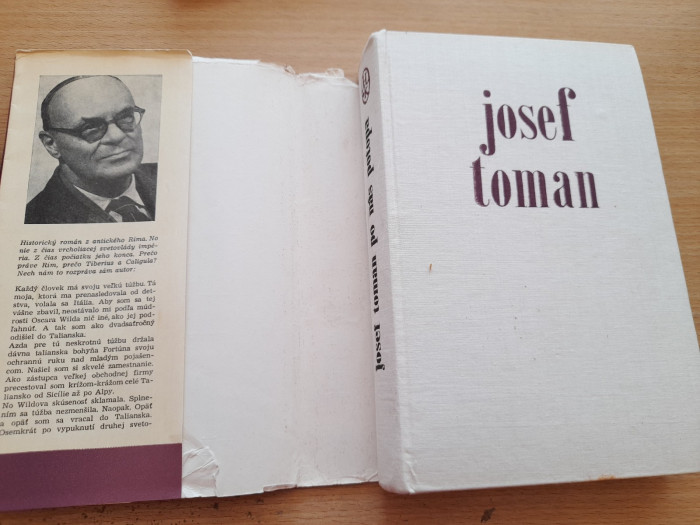 Historický román z antického Ríma. No
nie z čias vrcholiacej svetovlády impé-
ria. Z čias počiatku jeho konca. Prečo
práve Rím, prečo Tiberius a Caligula?
Nech nám to rozpráva sám autor:
Každý človek má svoju veľkú túžbu. Tá
moja, ktorá ma prenasledovala od det-
stva, volala sa Itália. Aby som sa tej
vášne zbavil, neostávalo mi podľa múd-
rosti Oscara Wilda nič iné, ako jej pod-
ľahnúť. A tak som ako dvadsaťročný
odišiel do Talianska.
Azda pre tú neskrotnú túžbu držala
dávna talianska bohyňa Fortúna svoju
ochrannú ruku nad mladým pojašen-
com. Našiel som si skvelé zamestnanie.
Ako zástupca veľkej obchodnej firmy
precestoval som krížom-krážom celé Ta-
liansko od Sicílie až po Alpy.
No Wildova skúsenosť sklamala. Splne-
ním sa túžba nezmenšila. Naopak. Opäť
a opäť som sa vracal do Talianska.
Osemkrát po vypuknutí druhej sveto-
josef toman po nás potopa
josef
toman